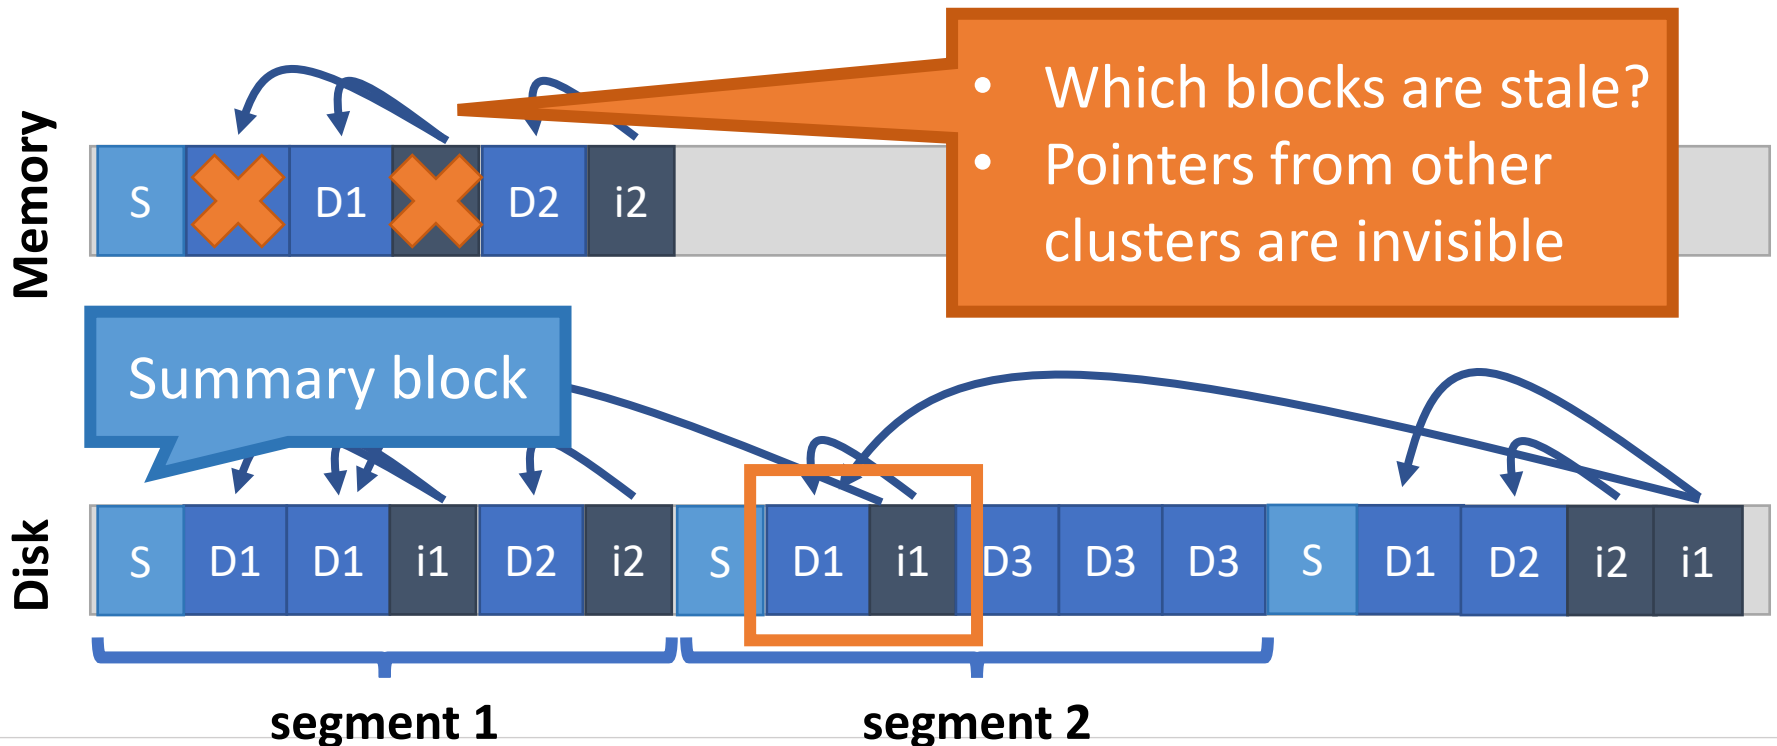 • Which blocks are stale?
• Pointers from other
clusters are invisible
Memory
S D1 D2 i2
Summary block
Disk
S D1 D1 i1 D2 i2 S D1 i1 D3 D3 D3 S D1 D2 i2 i1
segment 1 segment 2